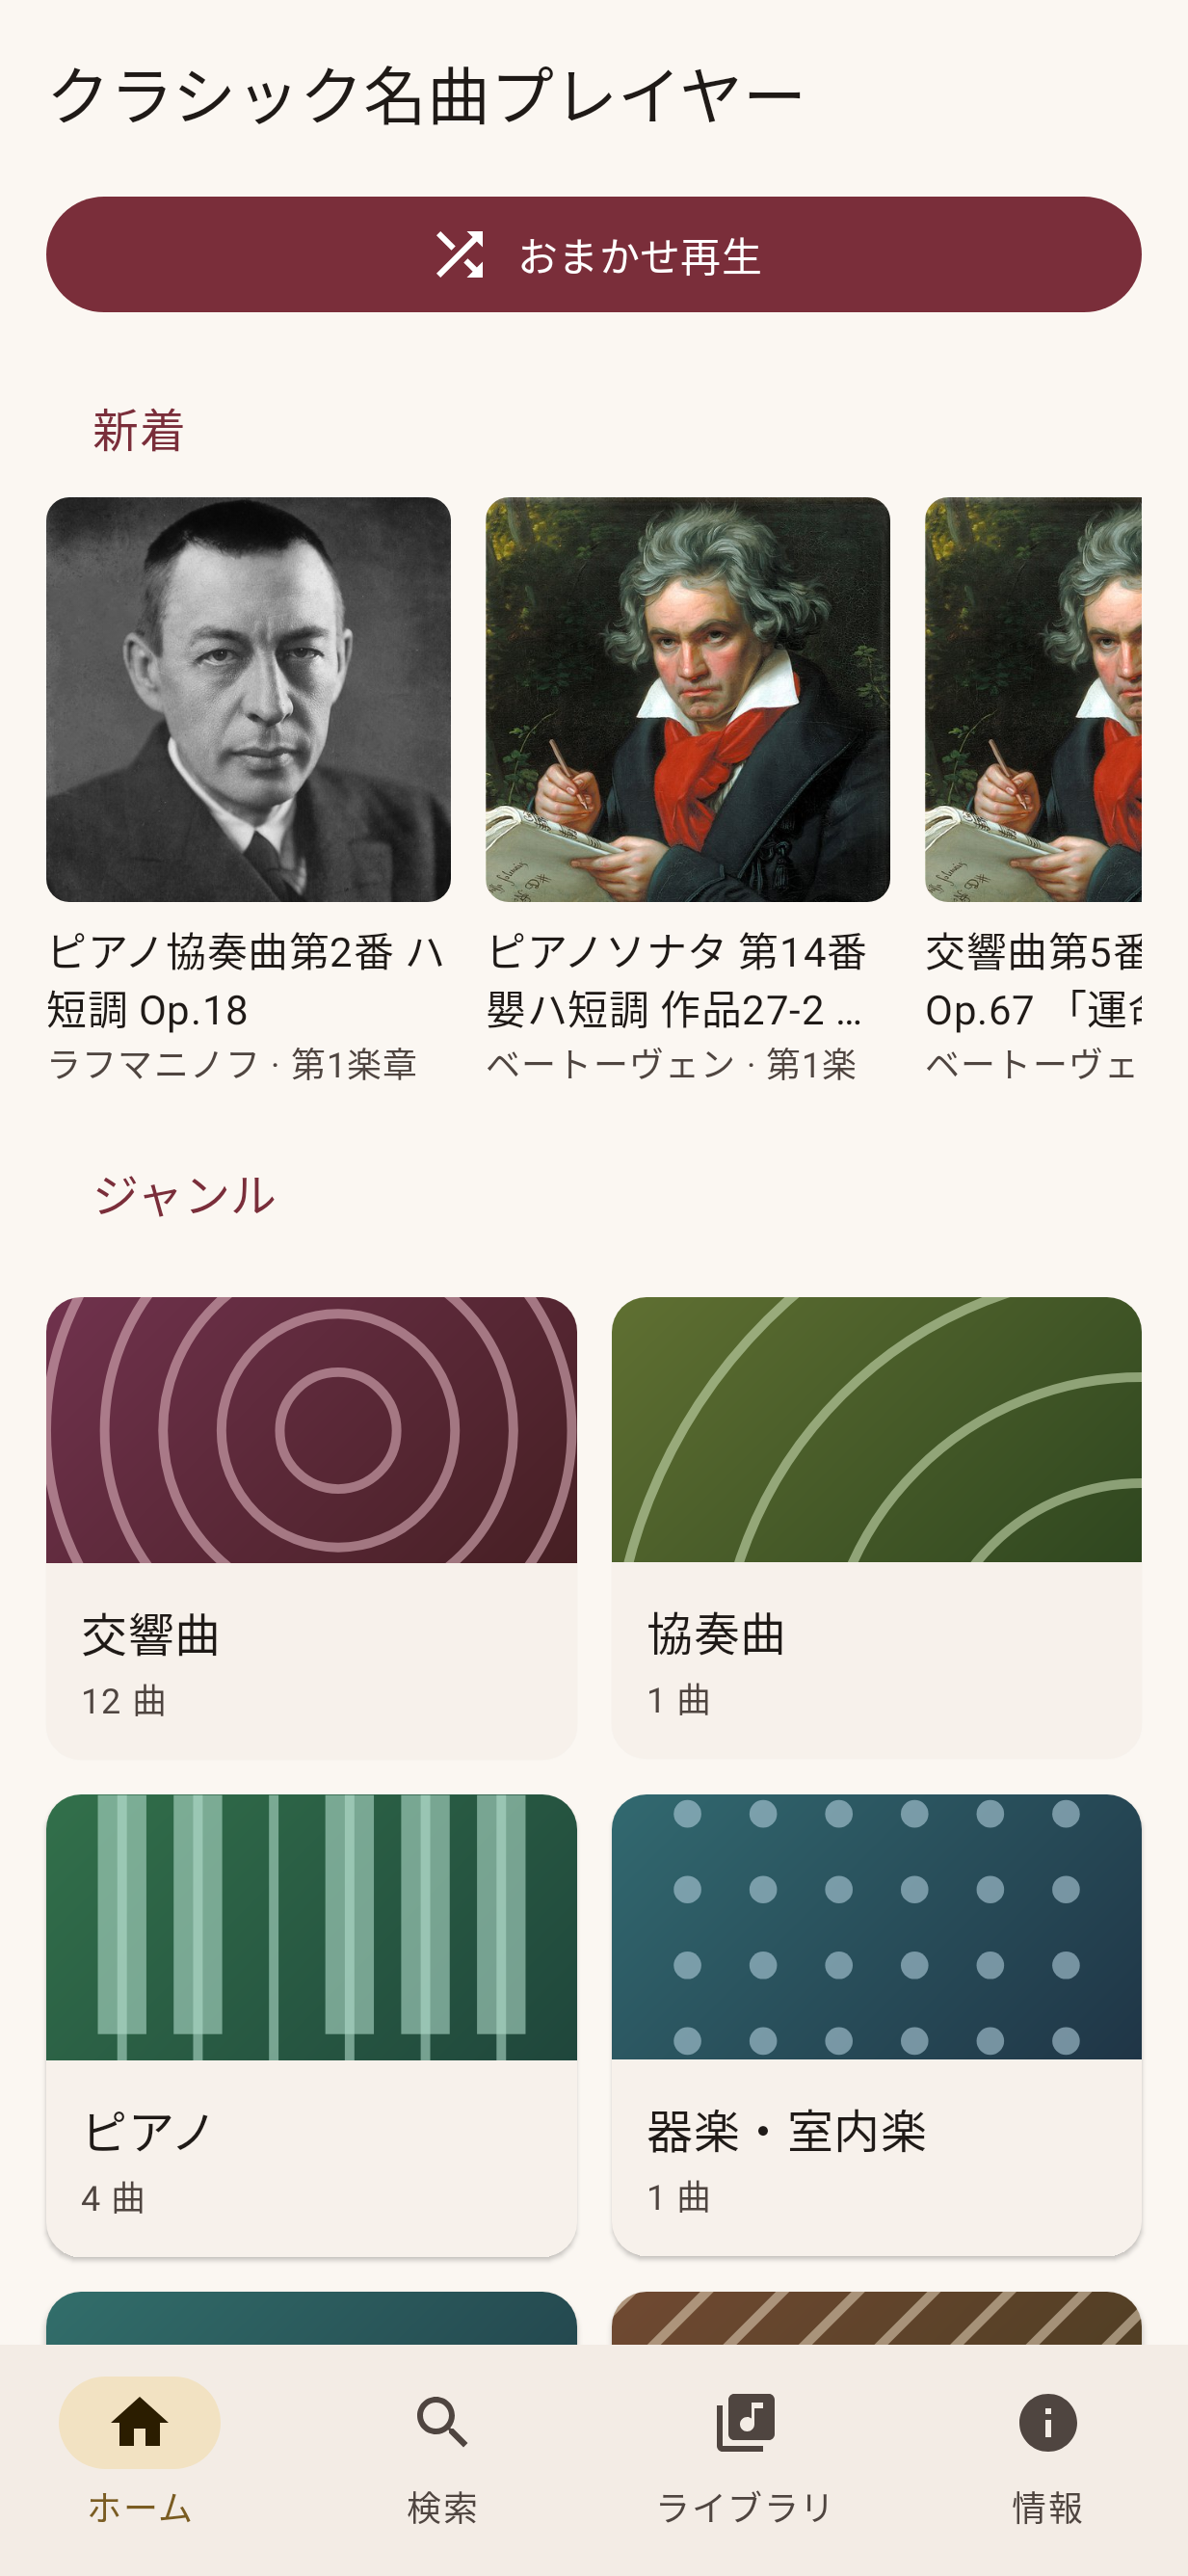 クラシック名曲プレイヤー
おまかせ再生
新着
ピアノ協奏曲第2番 ハ
短調 Op.18
ラフマニノフ · 第1楽章
ピアノソナタ 第14番
嬰ハ短調 作品27-2 …
ベートーヴェン · 第1楽
交響曲第5番
Op.67 「運命
ベートーヴェ
ジャンル
交響曲
12 曲
協奏曲
1 曲
ピアノ
4 曲
器楽・室内楽
1 曲
ホーム
検索
ライブラリ
情報